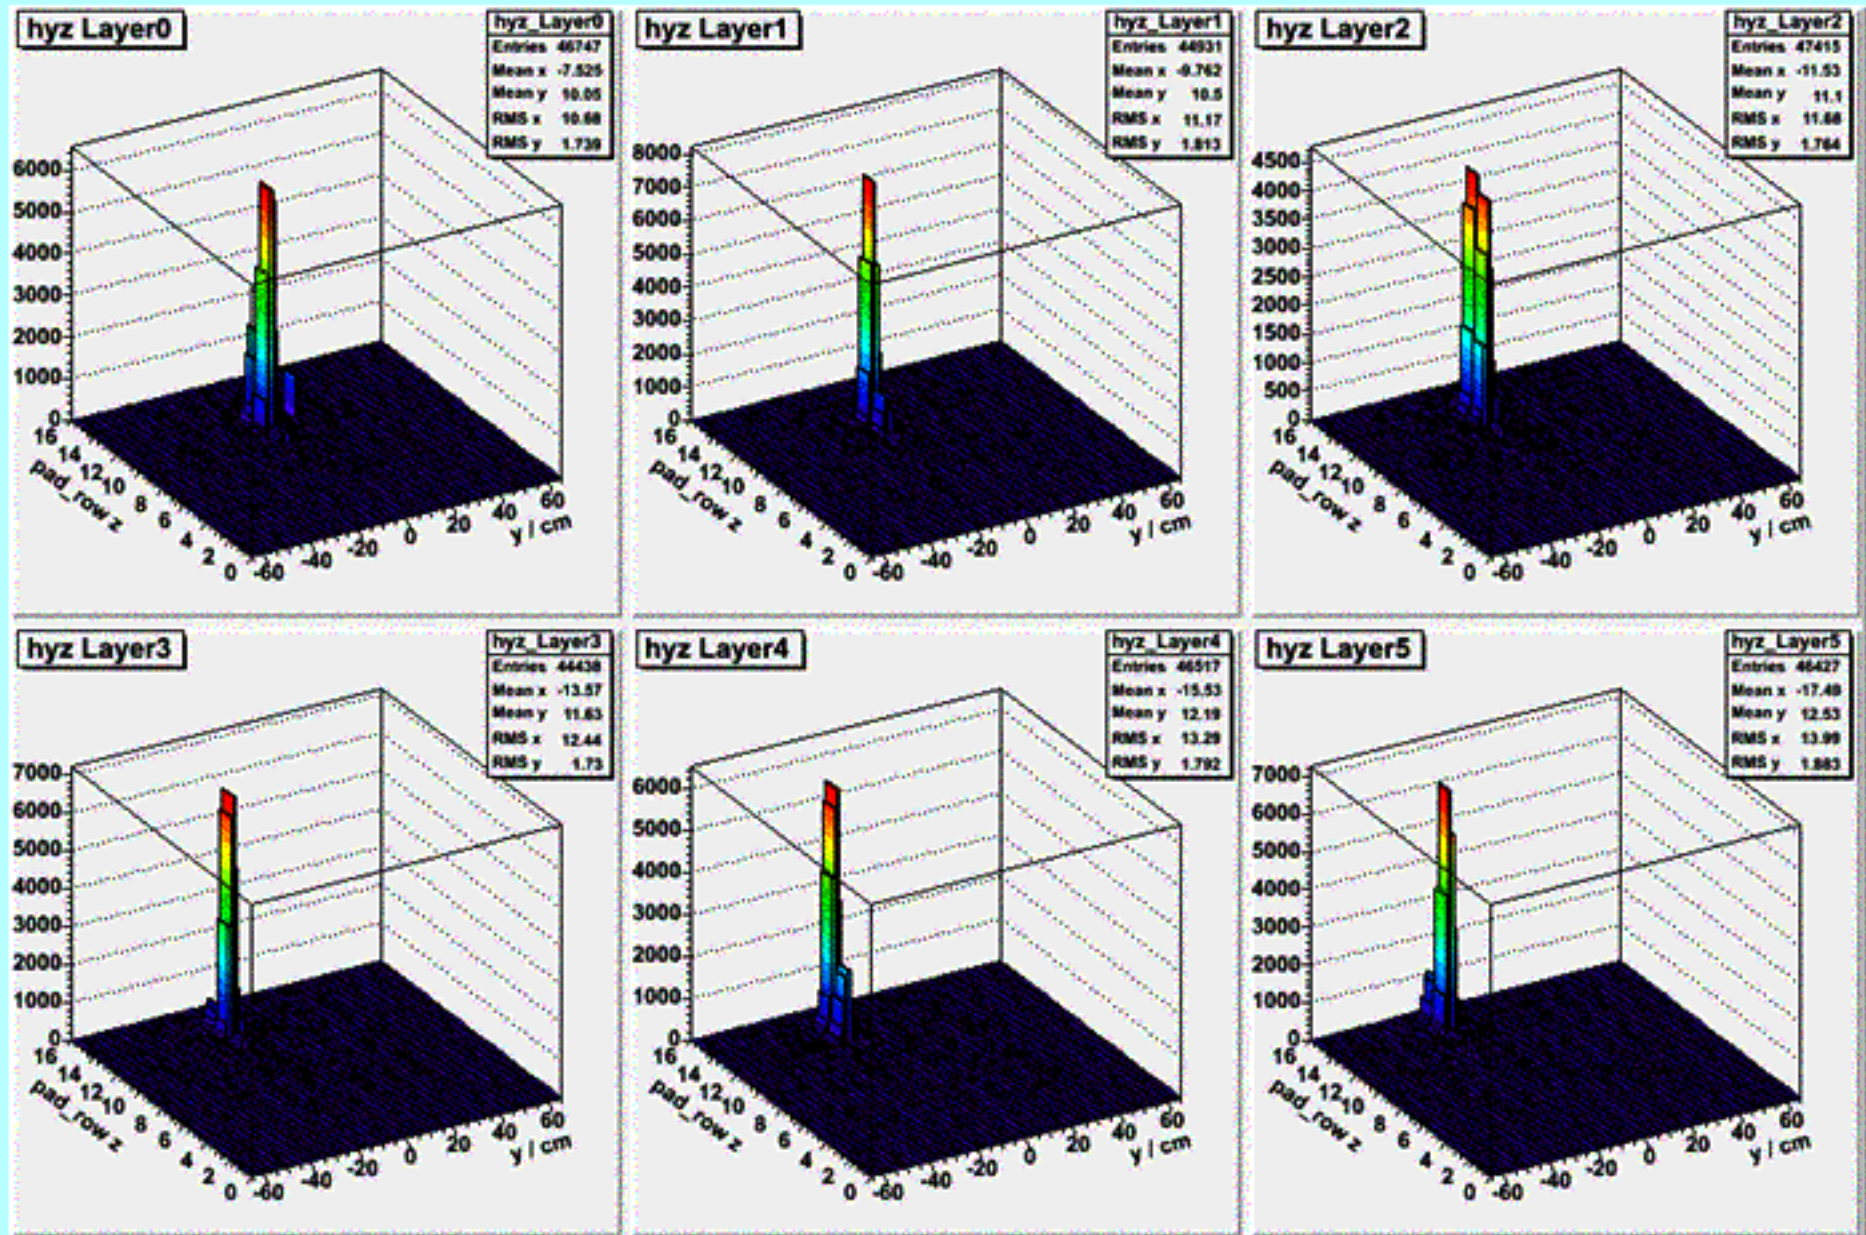 hyz Layer0
hyz_Layer0
Entries 46747
Mean x -7.525
Mean y 10.05
RMS x 10.68
RMS y 1.739
6000
5000
4000
3000
2000
1000
0
16
14
12
10
8
6
4
2
0
pad_row z
-60
-40
-20
0
20
40
60
y / cm
hyz Layer1
hyz_Layer1
Entries 44931
Mean x -9.762
Mean y 10.5
RMS x 11.17
RMS y 1.813
8000
7000
6000
5000
4000
3000
2000
1000
0
16
14
12
10
8
6
4
2
0
pad_row z
-60
-40
-20
0
20
40
60
y / cm
hyz Layer2
hyz_Layer2
Entries 47415
Mean x -11.53
Mean y 11.1
RMS x 11.68
RMS y 1.764
4500
4000
3500
3000
2500
2000
1500
1000
500
0
16
14
12
10
8
6
4
2
0
pad_row z
-60
-40
-20
0
20
40
60
y / cm
hyz Layer3
hyz_Layer3
Entries 44438
Mean x -13.57
Mean y 11.63
RMS x 12.44
RMS y 1.73
7000
6000
5000
4000
3000
2000
1000
0
16
14
12
10
8
6
4
2
0
pad_row z
-60
-40
-20
0
20
40
60
y / cm
hyz Layer4
hyz_Layer4
Entries 46517
Mean x -15.53
Mean y 12.19
RMS x 13.29
RMS y 1.792
6000
5000
4000
3000
2000
1000
0
16
14
12
10
8
6
4
2
0
pad_row z
-60
-40
-20
0
20
40
60
y / cm
hyz Layer5
hyz_Layer5
Entries 46427
Mean x -17.49
Mean y 12.53
RMS x 13.99
RMS y 1.883
7000
6000
5000
4000
3000
2000
1000
0
16
14
12
10
8
6
4
2
0
pad_row z
-60
-40
-20
0
20
40
60
y / cm